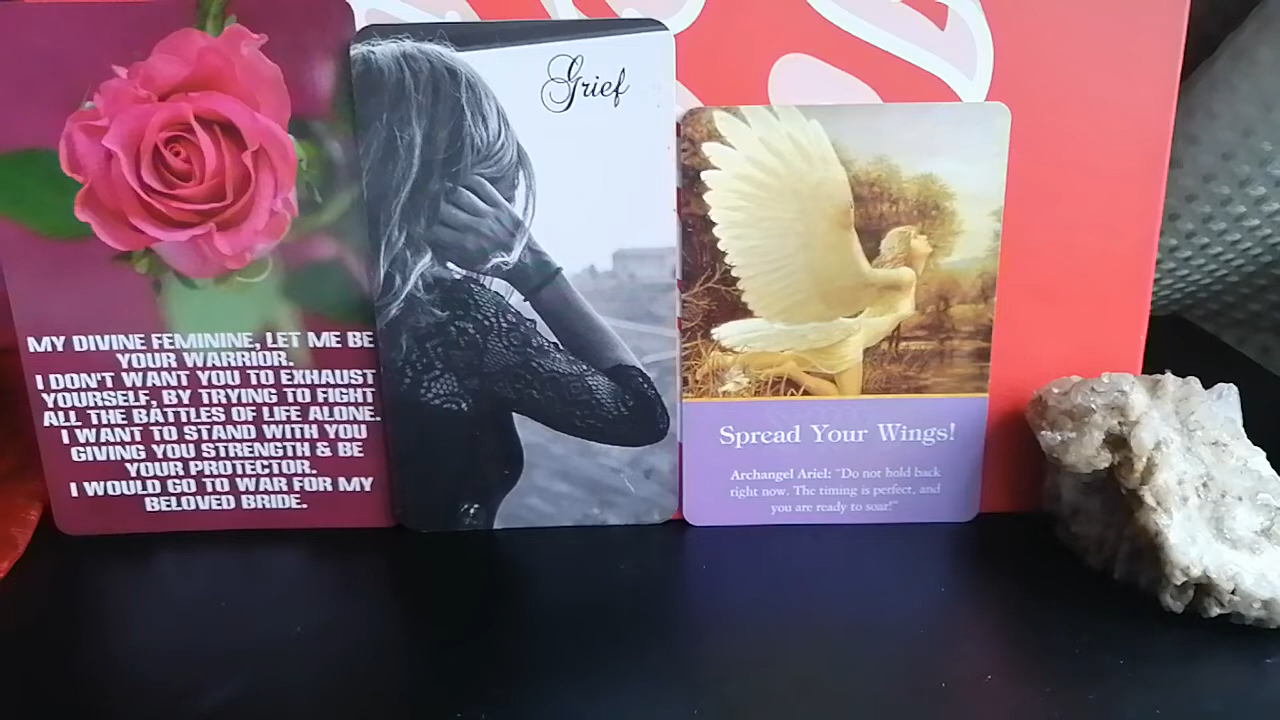 MY DIVINE FEMININE, LET ME BE
YOUR WARRIOR.
I DON'T WANT YOU TO EXHAUST
YOURSELF, BY TRYING TO FIGHT
ALL THE BATTLES OF LIFE ALONE.
I WANT TO STAND WITH YOU
GIVING YOU STRENGTH & BE
YOUR PROTECTOR.
I WOULD GO TO WAR FOR MY
BELOVED BRIDE.
Grief
Spread Your Wings!
Archangel Ariel: "Do not hold back
right now. The timing is perfect, and
you are ready to soar!"